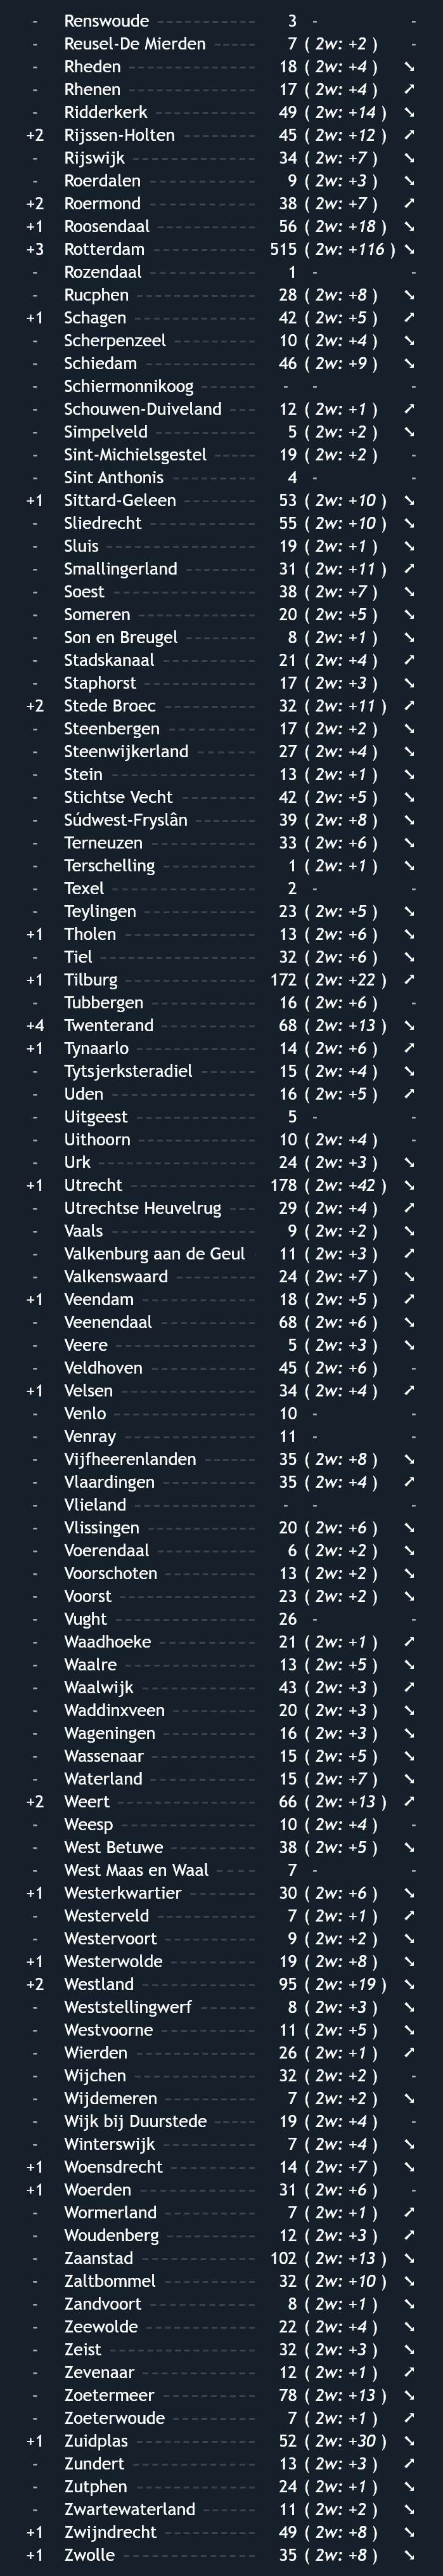 - Renswoude 3 - -
- Reusel-De Mierden 7 ( 2w: +2 ) -
- Rheden 18 ( 2w: +4 ) ➘
- Rhenen 17 ( 2w: +4 ) ➚
- Ridderkerk 49 ( 2w: +14 ) ➘
+2 Rijssen-Holten 45 ( 2w: +12 ) ➚
- Rijswijk 34 ( 2w: +7 ) ➘
- Roerdalen 9 ( 2w: +3 ) ➘
+2 Roermond 38 ( 2w: +7 ) ➚
+1 Roosendaal 56 ( 2w: +18 ) ➘
+3 Rotterdam 515 ( 2w: +116 ) ➘
- Rozendaal 1 - -
- Rucphen 28 ( 2w: +8 ) ➘
+1 Schagen 42 ( 2w: +5 ) ➚
- Scherpenzeel 10 ( 2w: +4 ) ➘
- Schiedam 46 ( 2w: +9 ) ➘
- Schiermonnikoog - - -
- Schouwen-Duiveland 12 ( 2w: +1 ) ➚
- Simpelveld 5 ( 2w: +2 ) ➘
- Sint-Michielsgestel 19 ( 2w: +2 ) -
- Sint Anthonis 4 - -
+1 Sittard-Geleen 53 ( 2w: +10 ) ➘
- Sliedrecht 55 ( 2w: +10 ) ➘
- Sluis 19 ( 2w: +1 ) ➘
- Smallingerland 31 ( 2w: +11 ) ➚
- Soest 38 ( 2w: +7 ) ➘
- Someren 20 ( 2w: +5 ) ➘
- Son en Breugel 8 ( 2w: +1 ) ➘
- Stadskanaal 21 ( 2w: +4 ) ➚
- Staphorst 17 ( 2w: +3 ) ➘
+2 Stede Broec 32 ( 2w: +11 ) ➚
- Steenbergen 17 ( 2w: +2 ) ➘
- Steenwijkerland 27 ( 2w: +4 ) ➘
- Stein 13 ( 2w: +1 ) ➘
- Stichtse Vecht 42 ( 2w: +5 ) ➘
- Súdwest-Fryslân 39 ( 2w: +8 ) ➘
- Terneuzen 33 ( 2w: +6 ) ➘
- Terschelling 1 ( 2w: +1 ) ➘
- Texel 2 - -
- Teylingen 23 ( 2w: +5 ) ➘
+1 Tholen 13 ( 2w: +6 ) ➘
- Tiel 32 ( 2w: +6 ) ➘
+1 Tilburg 172 ( 2w: +22 ) ➚
- Tubbergen 16 ( 2w: +6 ) -
+4 Twenterand 68 ( 2w: +13 ) ➘
+1 Tynaarlo 14 ( 2w: +6 ) ➚
- Tytsjerksteradiel 15 ( 2w: +4 ) ➘
- Uden 16 ( 2w: +5 ) ➚
- Uitgeest 5 - -
- Uithoorn 10 ( 2w: +4 ) -
- Urk 24 ( 2w: +3 ) ➘
+1 Utrecht 178 ( 2w: +42 ) ➘
- Utrechtse Heuvelrug 29 ( 2w: +4 ) ➚
- Vaals 9 ( 2w: +2 ) ➘
- Valkenburg aan de Geul 11 ( 2w: +3 ) ➚
- Valkenswaard 24 ( 2w: +7 ) ➘
+1 Veendam 18 ( 2w: +5 ) ➚
- Veenendaal 68 ( 2w: +6 ) ➘
- Veere 5 ( 2w: +3 ) ➘
- Veldhoven 45 ( 2w: +6 ) -
+1 Velsen 34 ( 2w: +4 ) ➚
- Venlo 10 - -
- Venray 11 - -
- Vijfheerenlanden 35 ( 2w: +8 ) ➘
- Vlaardingen 35 ( 2w: +4 ) ➚
- Vlieland - - -
- Vlissingen 20 ( 2w: +6 ) ➘
- Voerendaal 6 ( 2w: +2 ) ➘
- Voorschoten 13 ( 2w: +2 ) ➘
- Voorst 23 ( 2w: +2 ) ➘
- Vught 26 - -
- Waadhoeke 21 ( 2w: +1 ) ➚
- Waalre 13 ( 2w: +5 ) ➘
- Waalwijk 43 ( 2w: +3 ) ➚
- Waddinxveen 20 ( 2w: +3 ) ➘
- Wageningen 16 ( 2w: +3 ) ➘
- Wassenaar 15 ( 2w: +5 ) ➘
- Waterland 15 ( 2w: +7 ) ➘
+2 Weert 66 ( 2w: +13 ) ➚
- Weesp 10 ( 2w: +4 ) -
- West Betuwe 38 ( 2w: +5 ) ➘
- West Maas en Waal 7 - -
+1 Westerkwartier 30 ( 2w: +6 ) ➘
- Westerveld 7 ( 2w: +1 ) ➚
- Westervoort 9 ( 2w: +2 ) ➘
+1 Westerwolde 19 ( 2w: +8 ) ➘
+2 Westland 95 ( 2w: +19 ) ➘
- Weststellingwerf 8 ( 2w: +3 ) ➘
- Westvoorne 11 ( 2w: +5 ) ➘
- Wierden 26 ( 2w: +1 ) ➚
- Wijchen 32 ( 2w: +2 ) -
- Wijdemeren 7 ( 2w: +2 ) ➘
- Wijk bij Duurstede 19 ( 2w: +4 ) -
- Winterswijk 7 ( 2w: +4 ) ➘
+1 Woensdrecht 14 ( 2w: +7 ) ➘
+1 Woerden 31 ( 2w: +6 ) -
- Wormerland 7 ( 2w: +1 ) ➚
- Woudenberg 12 ( 2w: +3 ) ➚
- Zaanstad 102 ( 2w: +13 ) ➘
- Zaltbommel 32 ( 2w: +10 ) ➘
- Zandvoort 8 ( 2w: +1 ) ➘
- Zeewolde 22 ( 2w: +4 ) ➘
- Zeist 32 ( 2w: +3 ) ➘
- Zevenaar 12 ( 2w: +1 ) ➚
- Zoetermeer 78 ( 2w: +13 ) ➘
- Zoeterwoude 7 ( 2w: +1 ) ➚
+1 Zuidplas 52 ( 2w: +30 ) ➘
- Zundert 13 ( 2w: +3 ) ➚
- Zutphen 24 ( 2w: +1 ) ➘
- Zwartewaterland 11 ( 2w: +2 ) ➘
+1 Zwijndrecht 49 ( 2w: +8 ) ➘
+1 Zwolle 35 ( 2w: +8 ) ➘